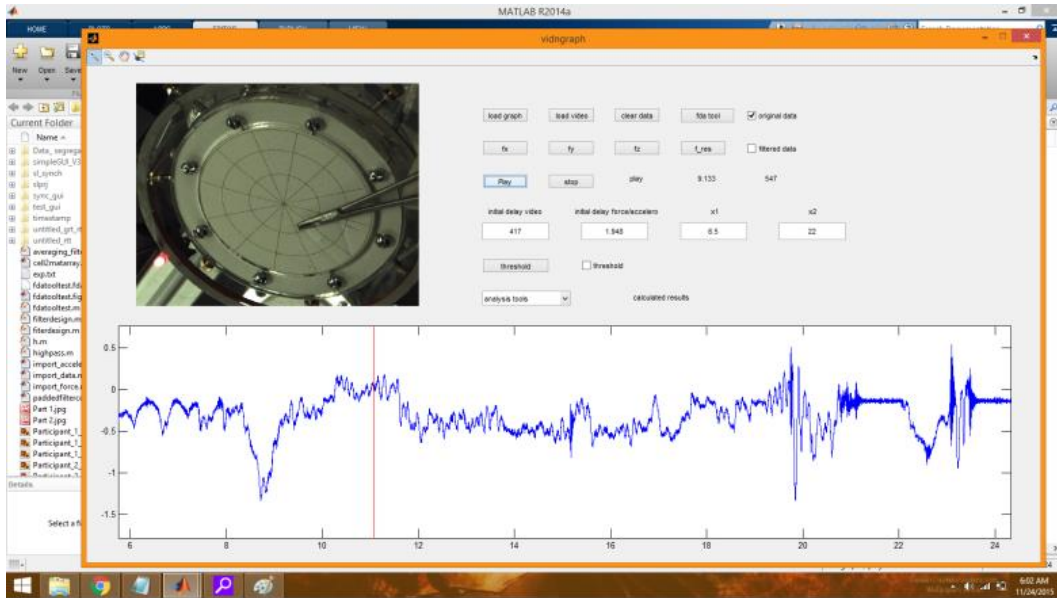 MATLAB R2014a
HOME
vidngraph
New Open Save
Current Folder
Name
Data_segrega
simpleGUI_V3
sl_synch
slprj
sync_gui
test_gui
timestamp
untitled_grt_rt
untitled_rtt
averaging_filte
cell2matarray.
exp.txt
fdatooltest.fda
fdatooltest.fig
fdatooltest.m
filterdesign.m
fiterdesign.m
h.m
highpass.m
import_accele
import_data.m
import_force.m
paddedfilterco
Part 1.jpg
Part 2.jpg
Participant_1_
Participant_1_
Participant_1_
Participant_2_
Details
Select a fi
load graph load video clear data fda tool original data
fx fy fz f_res filtered data
Play stop play 9.133 547
initial delay video initial delay force/accelero x1 x2
417 1.948 6.5 22
threshold threshold
analysis tools calculated results
0.5
0
-0.5
-1
-1.5
6 8 10 12 14 16 18 20 22 24
6:02 AM
11/24/2015